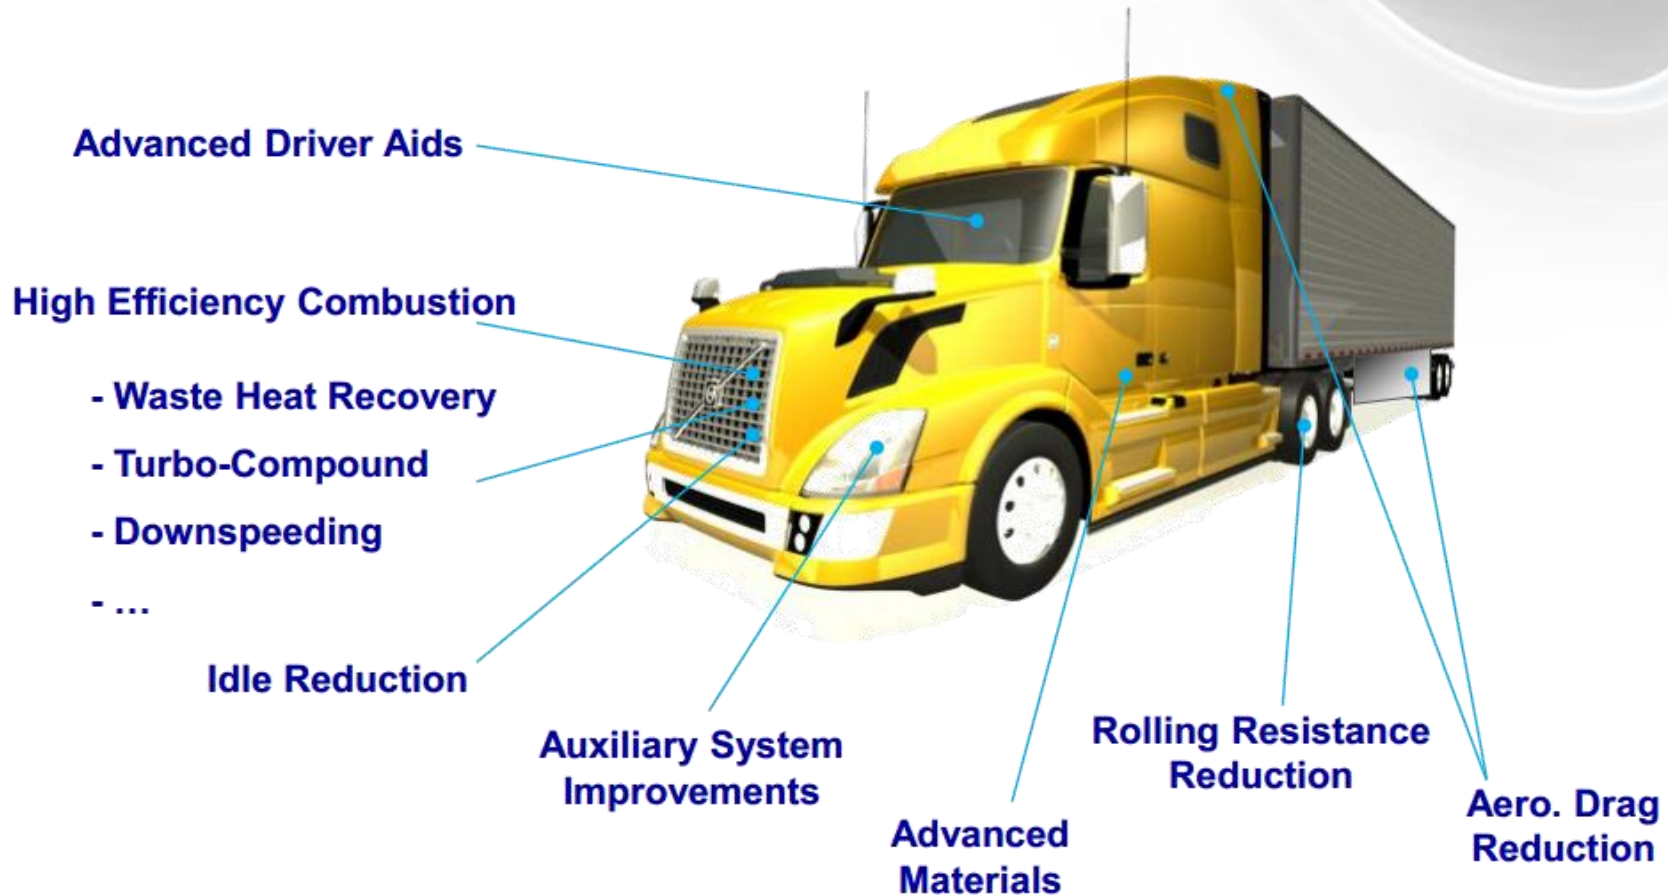 Advanced Driver Aids
High Efficiency Combustion
- Waste Heat Recovery
- Turbo-Compound
- Downspeeding
- ...
Idle Reduction
Auxiliary System
Improvements
Advanced
Materials
Rolling Resistance
Reduction
Aero. Drag
Reduction